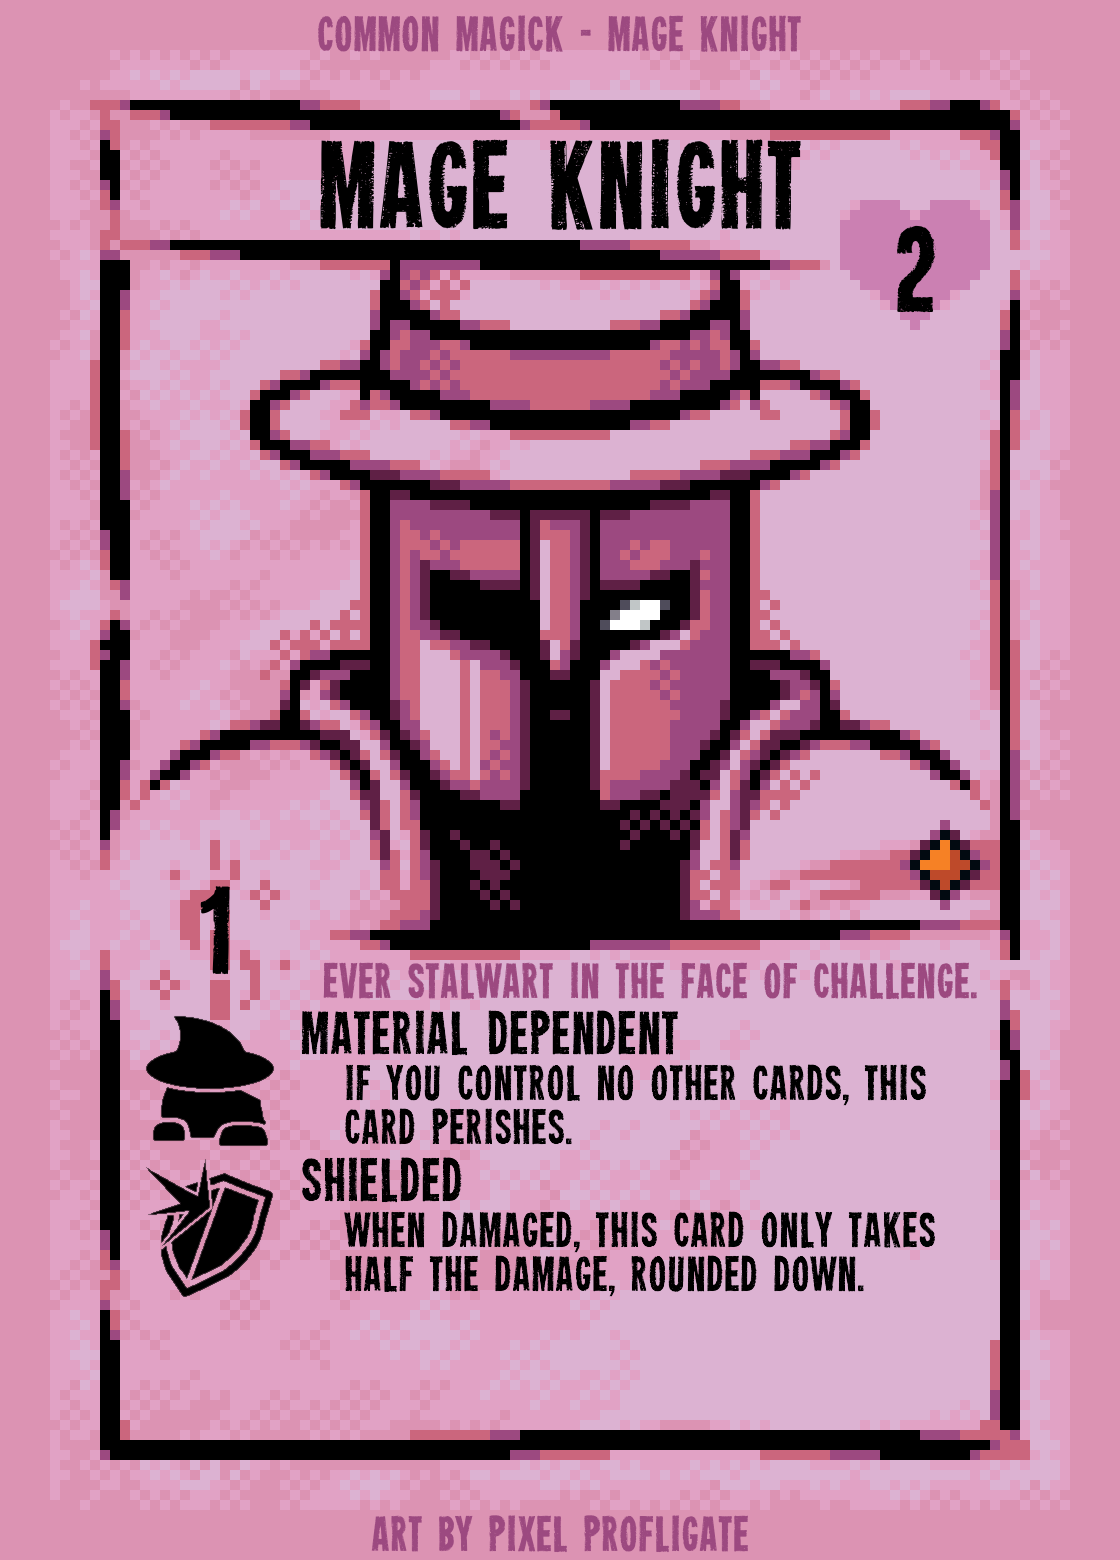 COMMON MAGICK - MAGE KNIGHT
MAGE KNIGHT
2
1
EVER STALWART IN THE FACE OF CHALLENGE.
MATERIAL DEPENDENT
IF YOU CONTROL NO OTHER CARDS, THIS
CARD PERISHES.
SHIELDED
WHEN DAMAGED, THIS CARD ONLY TAKES
HALF THE DAMAGE, ROUNDED DOWN.
ART BY PIXEL PROFLIGATE